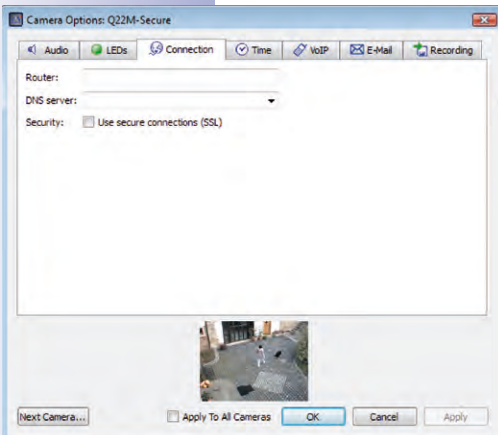 Camera Options: Q22M-Secure
Audio LEDs Connection Time VoIP E-Mail Recording
Router:
DNS server:
Security: Use secure connections (SSL)
Next Camera... Apply To All Cameras OK Cancel Apply